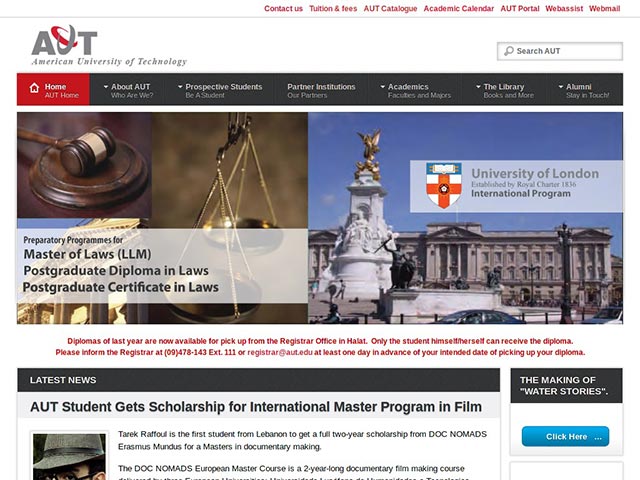 Contact us Tuition & fees AUT Catalogue Academic Calendar AUT Portal Webassist Webmail
AUT
American University of Technology
Search AUT
Home About AUT Prospective Students Partner Institutions Academics The Library Alumni
AUT Home Who Are We? Be A Student Our Partners Faculties and Majors Books and More Stay in Touch!
University of London
Established by Royal Charter 1836
International Program
Preparatory Programmes for
Master of Laws (LLM)
Postgraduate Diploma in Laws
Postgraduate Certificate in Laws
Diplomas of last year are now available for pick up from the Registrar Office in Halat. Only the student himself/herself can receive the diploma.
Please inform the Registrar at (09)478-143 Ext. 111 or registrar@aut.edu at least one day in advance of your intended date of picking up your diploma.
LATEST NEWS
AUT Student Gets Scholarship for International Master Program in Film
Tarek Raffoul is the first student from Lebanon to get a full two-year scholarship from DOC NOMADS
Erasmus Mundus for a Masters in documentary making.
The DOC NOMADS European Master Course is a 2-year-long documentary film making course
THE MAKING OF
"WATER STORIES".
Click Here ...